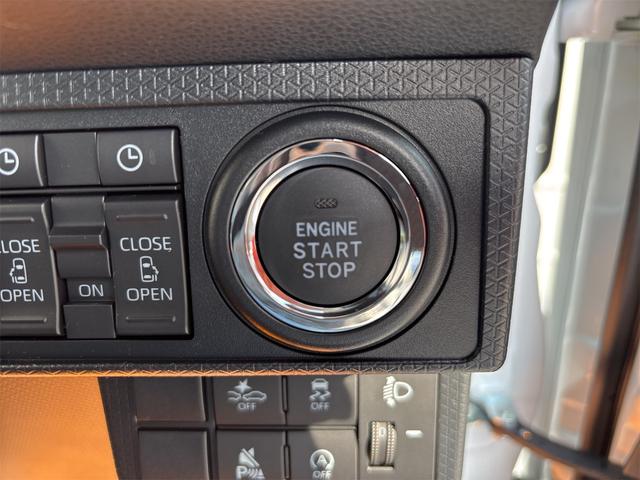 ENGINE
START
STOP
CLOSE
OPEN
ON
CLOSE
OPEN
OFF
OFF
A